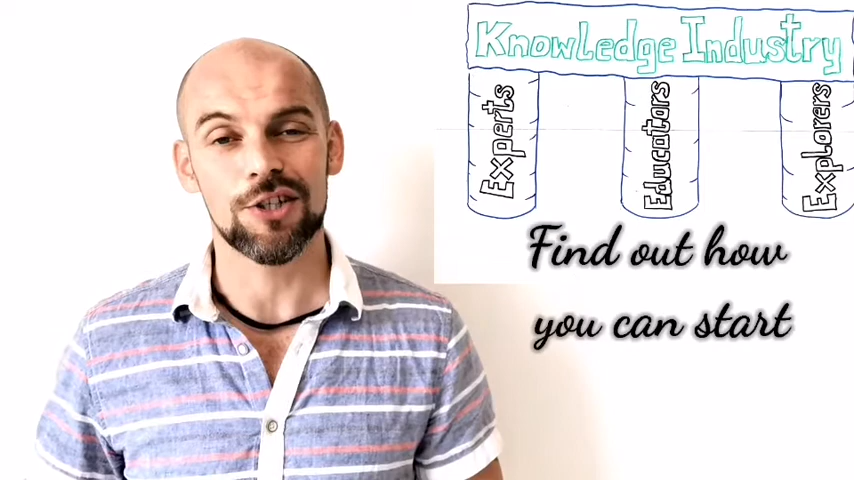 Knowledge Industry
Experts
Educators
Explorers
Find out how
you can start